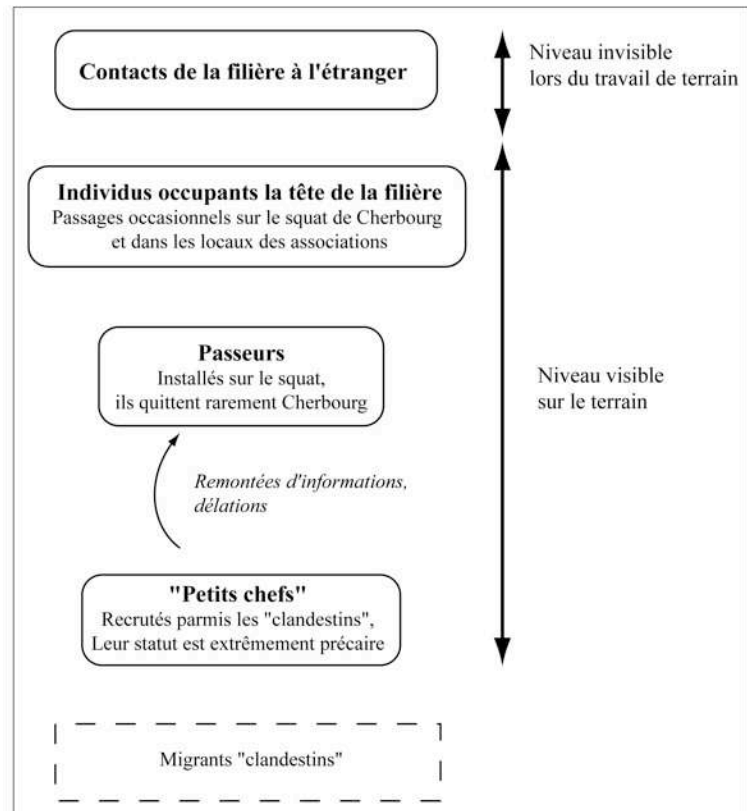 Contacts de la filière à l'étranger
Niveau invisible
lors du travail de terrain
Individus occupants la tête de la filière
Passages occasionnels sur le squat de Cherbourg
et dans les locaux des associations
Passeurs
Installés sur le squat,
ils quittent rarement Cherbourg
Niveau visible
sur le terrain
Remontées d'informations,
délations
"Petits chefs"
Recrutés parmis les "clandestins",
Leur statut est extrêmement précaire
Migrants "clandestins"